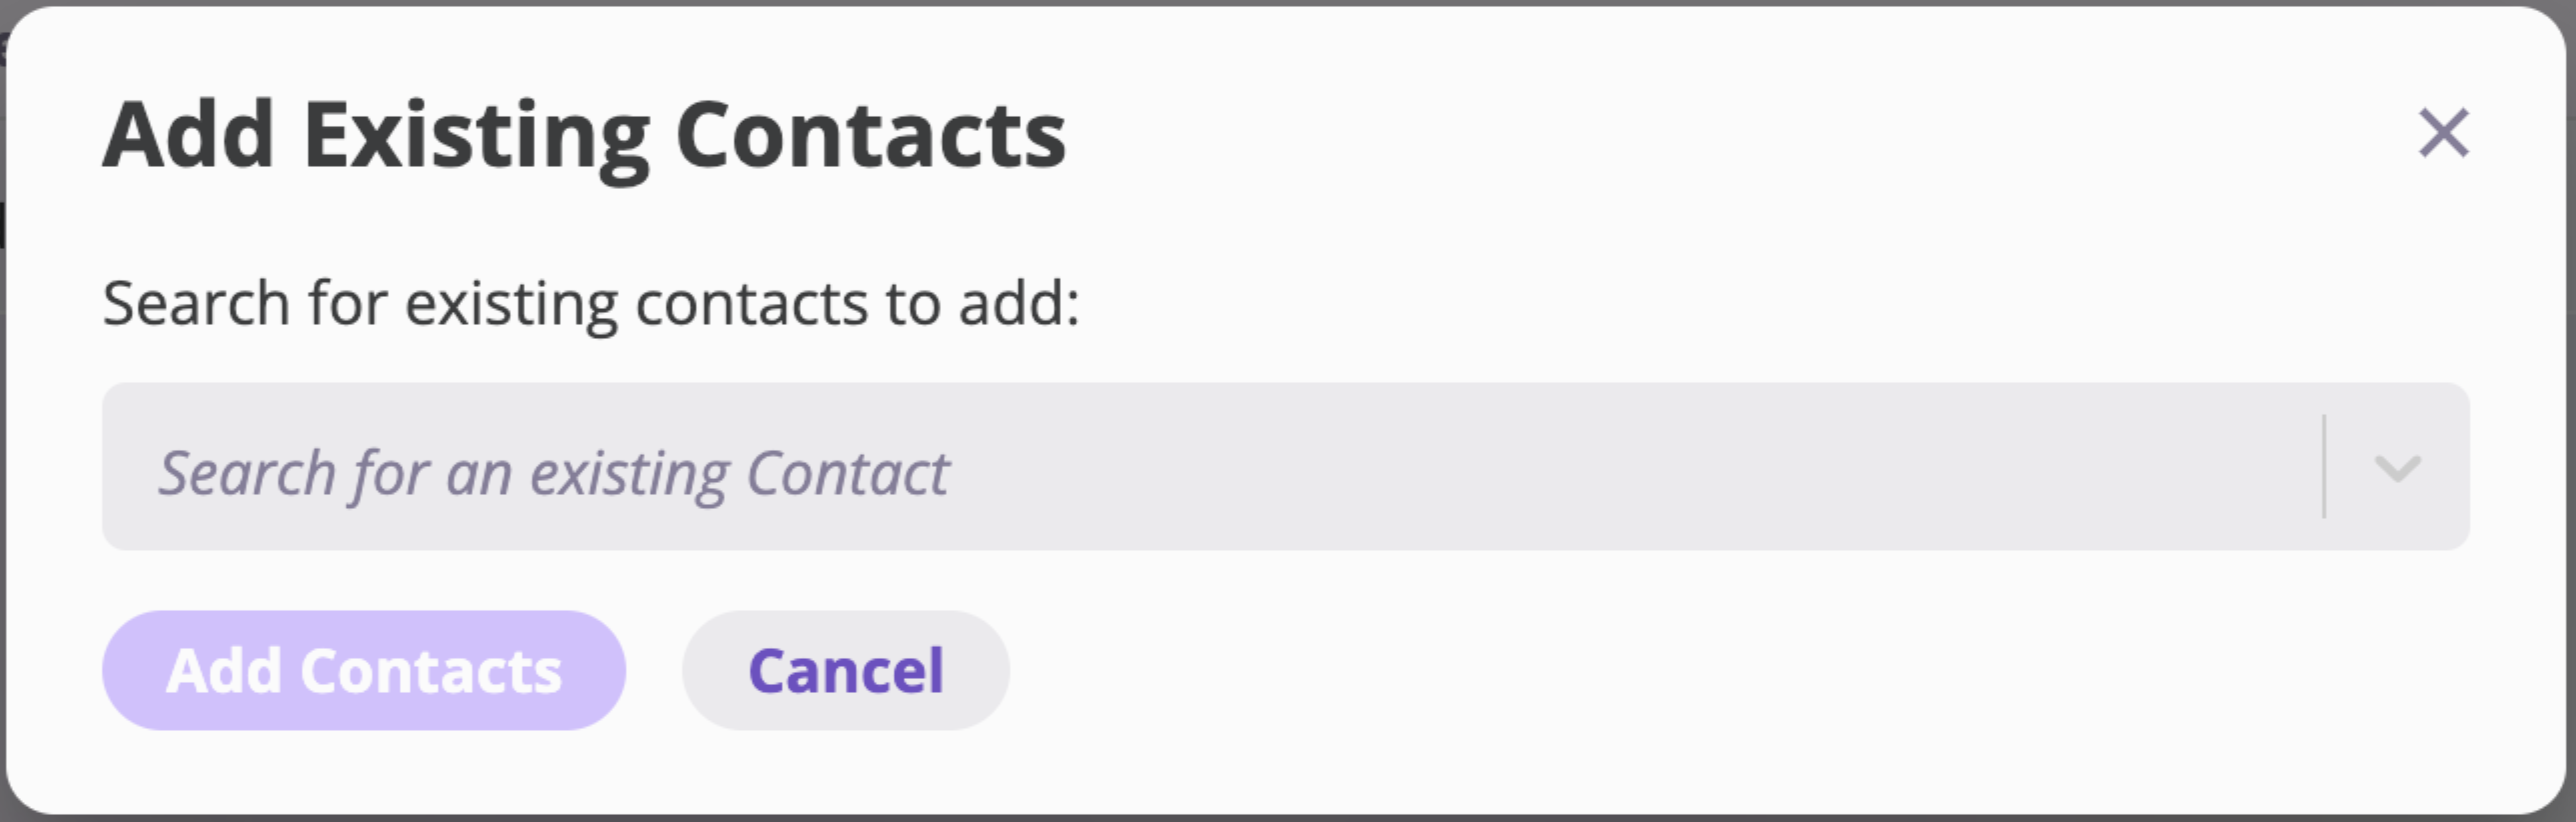 Add Existing Contacts
Search for existing contacts to add:
Search for an existing Contact
Add Contacts
Cancel